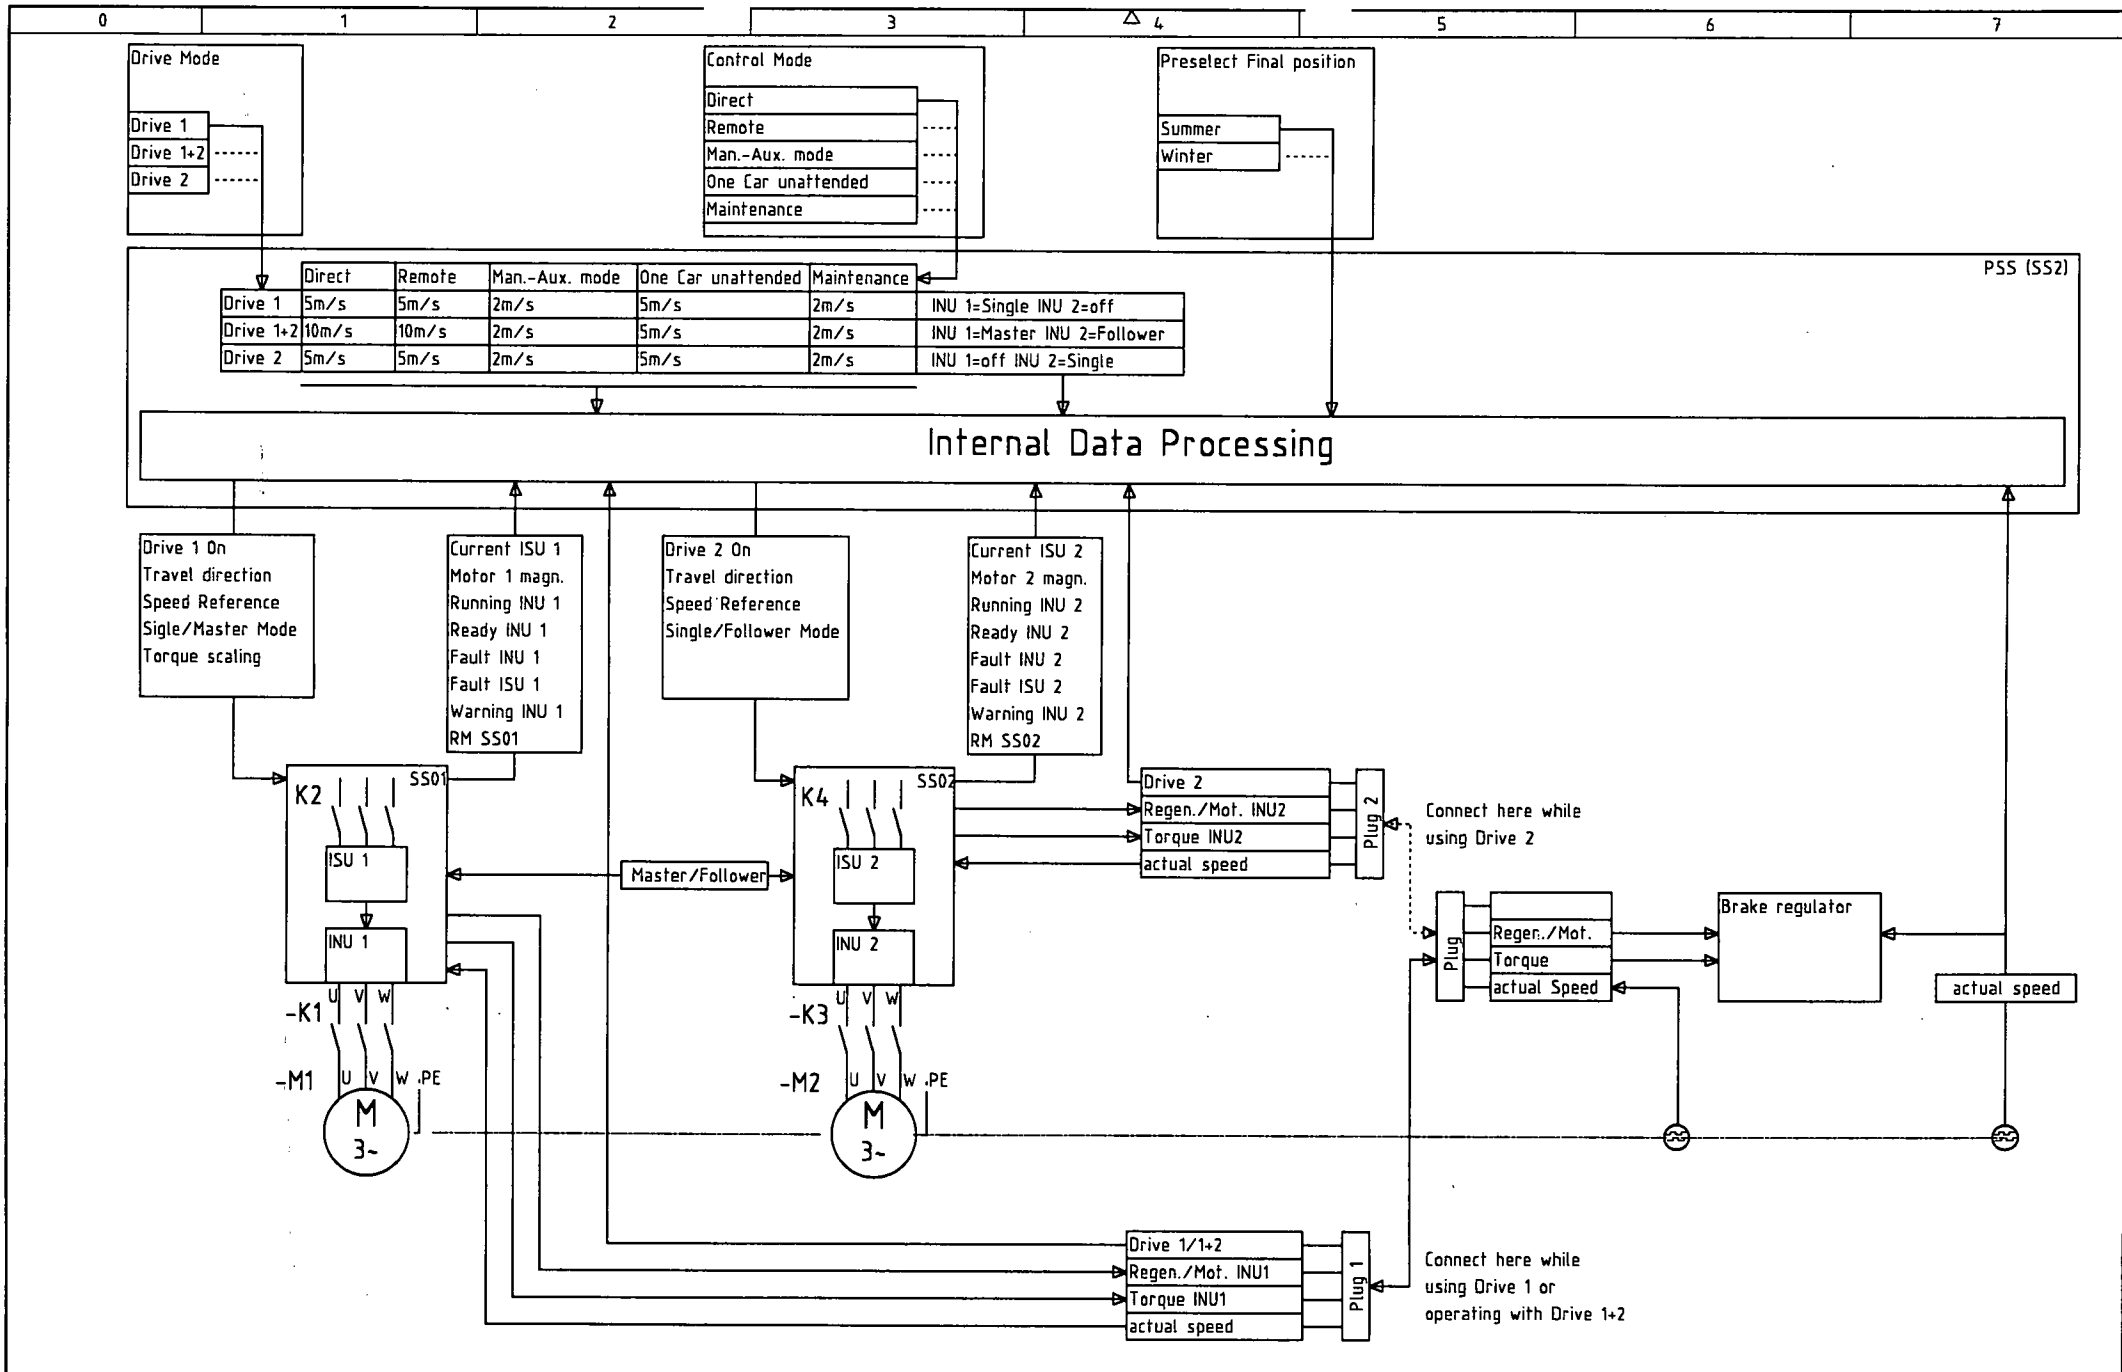 0 1 2 3 4 5 6 7
Drive Mode
Drive 1
Drive 1+2
Drive 2
Control Mode
Direct
Remote
Man.-Aux. mode
One Car unattended
Maintenance
Preselect Final position
Summer
Winter
PSS (SS2)
Direct Remote Man.-Aux. mode One Car unattended Maintenance
Drive 1 5m/s 5m/s 2m/s 5m/s 2m/s INU 1=Single INU 2=off
Drive 1+2 10m/s 10m/s 2m/s 5m/s 2m/s INU 1=Master INU 2=Follower
Drive 2 5m/s 5m/s 2m/s 5m/s 2m/s INU 1=off INU 2=Single
Internal Data Processing
Drive 1 On
Travel direction
Speed Reference
Sigle/Master Mode
Torque scaling
Current ISU 1
Motor 1 magn.
Running INU 1
Ready INU 1
Fault INU 1
Fault ISU 1
Warning INU 1
RM SS01
Drive 2 On
Travel direction
Speed Reference
Single/Follower Mode
Current ISU 2
Motor 2 magn.
Running INU 2
Ready INU 2
Fault INU 2
Fault ISU 2
Warning INU 2
RM SS02
SS01
K2
ISU 1
INU 1
U V W
-K1
-M1 U V W PE
M
3~
Master/Follower
SS02
K4
ISU 2
INU 2
U V W
-K3
-M2 U V W PE
M
3~
Drive 2
Regen./Mot. INU2
Torque INU2
actual speed
Plug 2
Connect here while
using Drive 2
Plug
Regen./Mot.
Torque
actual Speed
Brake regulator
actual speed
Drive 1/1+2
Regen./Mot. INU1
Torque INU1
actual speed
Plug 1
Connect here while
using Drive 1 or
operating with Drive 1+2